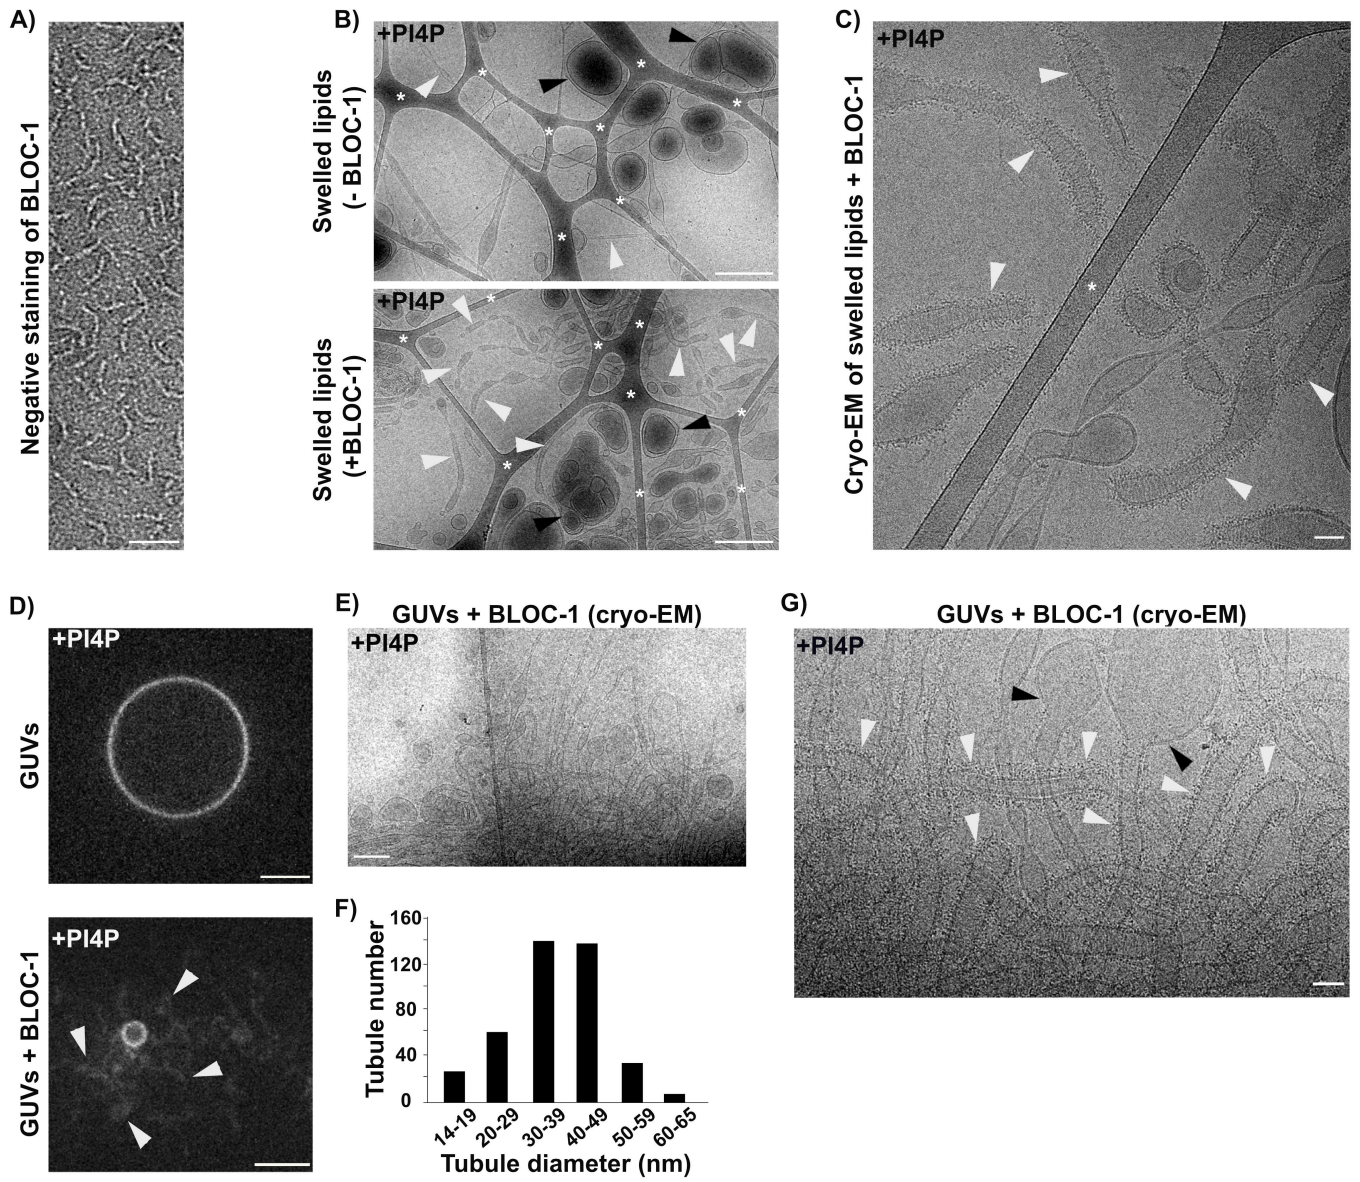 A)
Negative staining of BLOC-1
B)
Swelled lipids
(- BLOC-1)
+PI4P
Swelled lipids
(+BLOC-1)
+PI4P
C)
Cryo-EM of swelled lipids + BLOC-1
+PI4P
D)
GUVs
+PI4P
GUVs + BLOC-1
+PI4P
E)
GUVs + BLOC-1 (cryo-EM)
+PI4P
F)
Tubule number
160
120
80
40
0
14-19
20-29
30-39
40-49
50-59
60-65
Tubule diameter (nm)
G)
GUVs + BLOC-1 (cryo-EM)
+PI4P